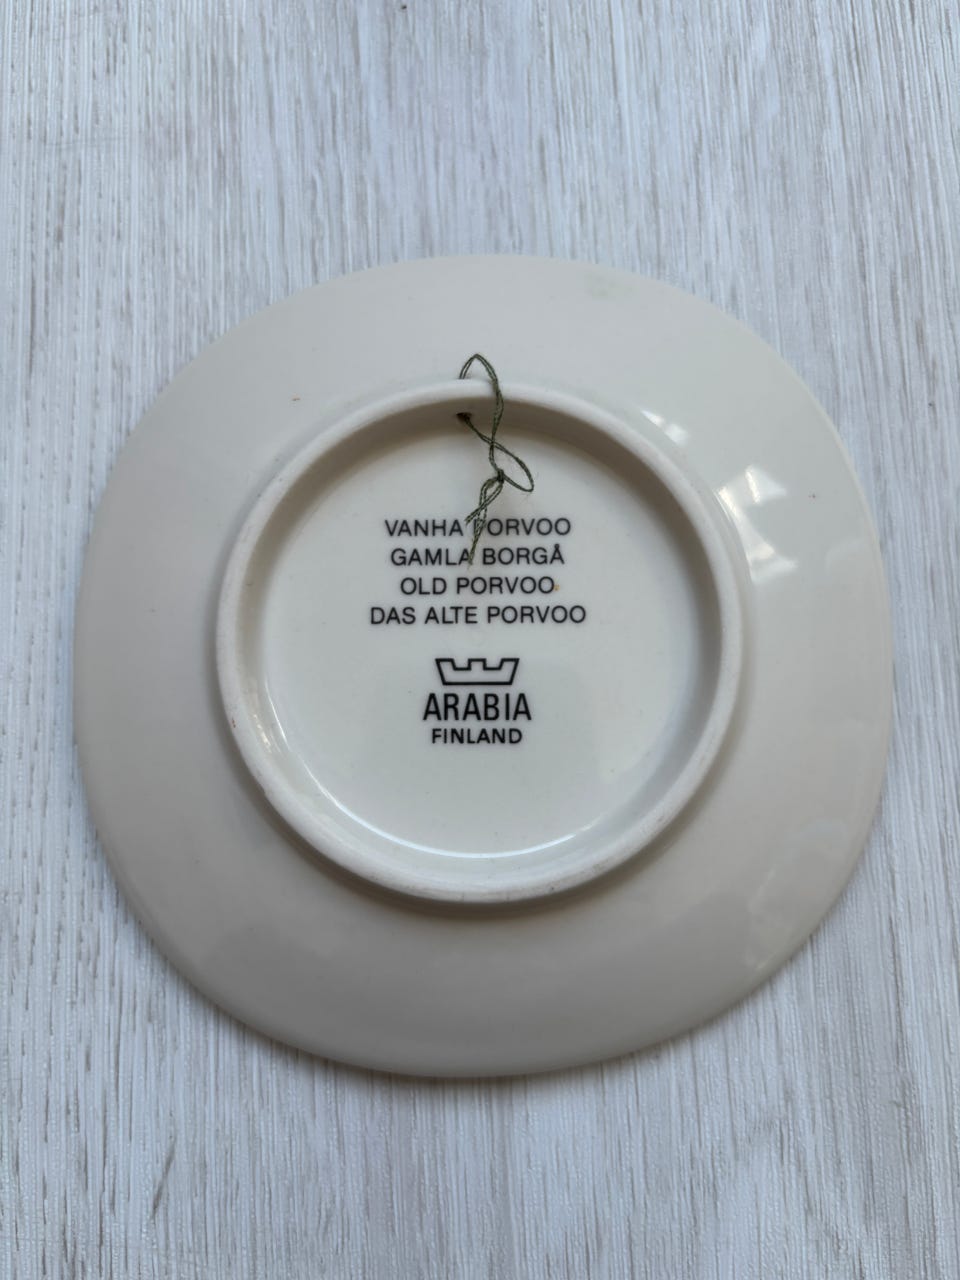 VANHA PORVOO
GAMLA BORGÅ
OLD PORVOO
DAS ALTE PORVOO
ARABIA
FINLAND